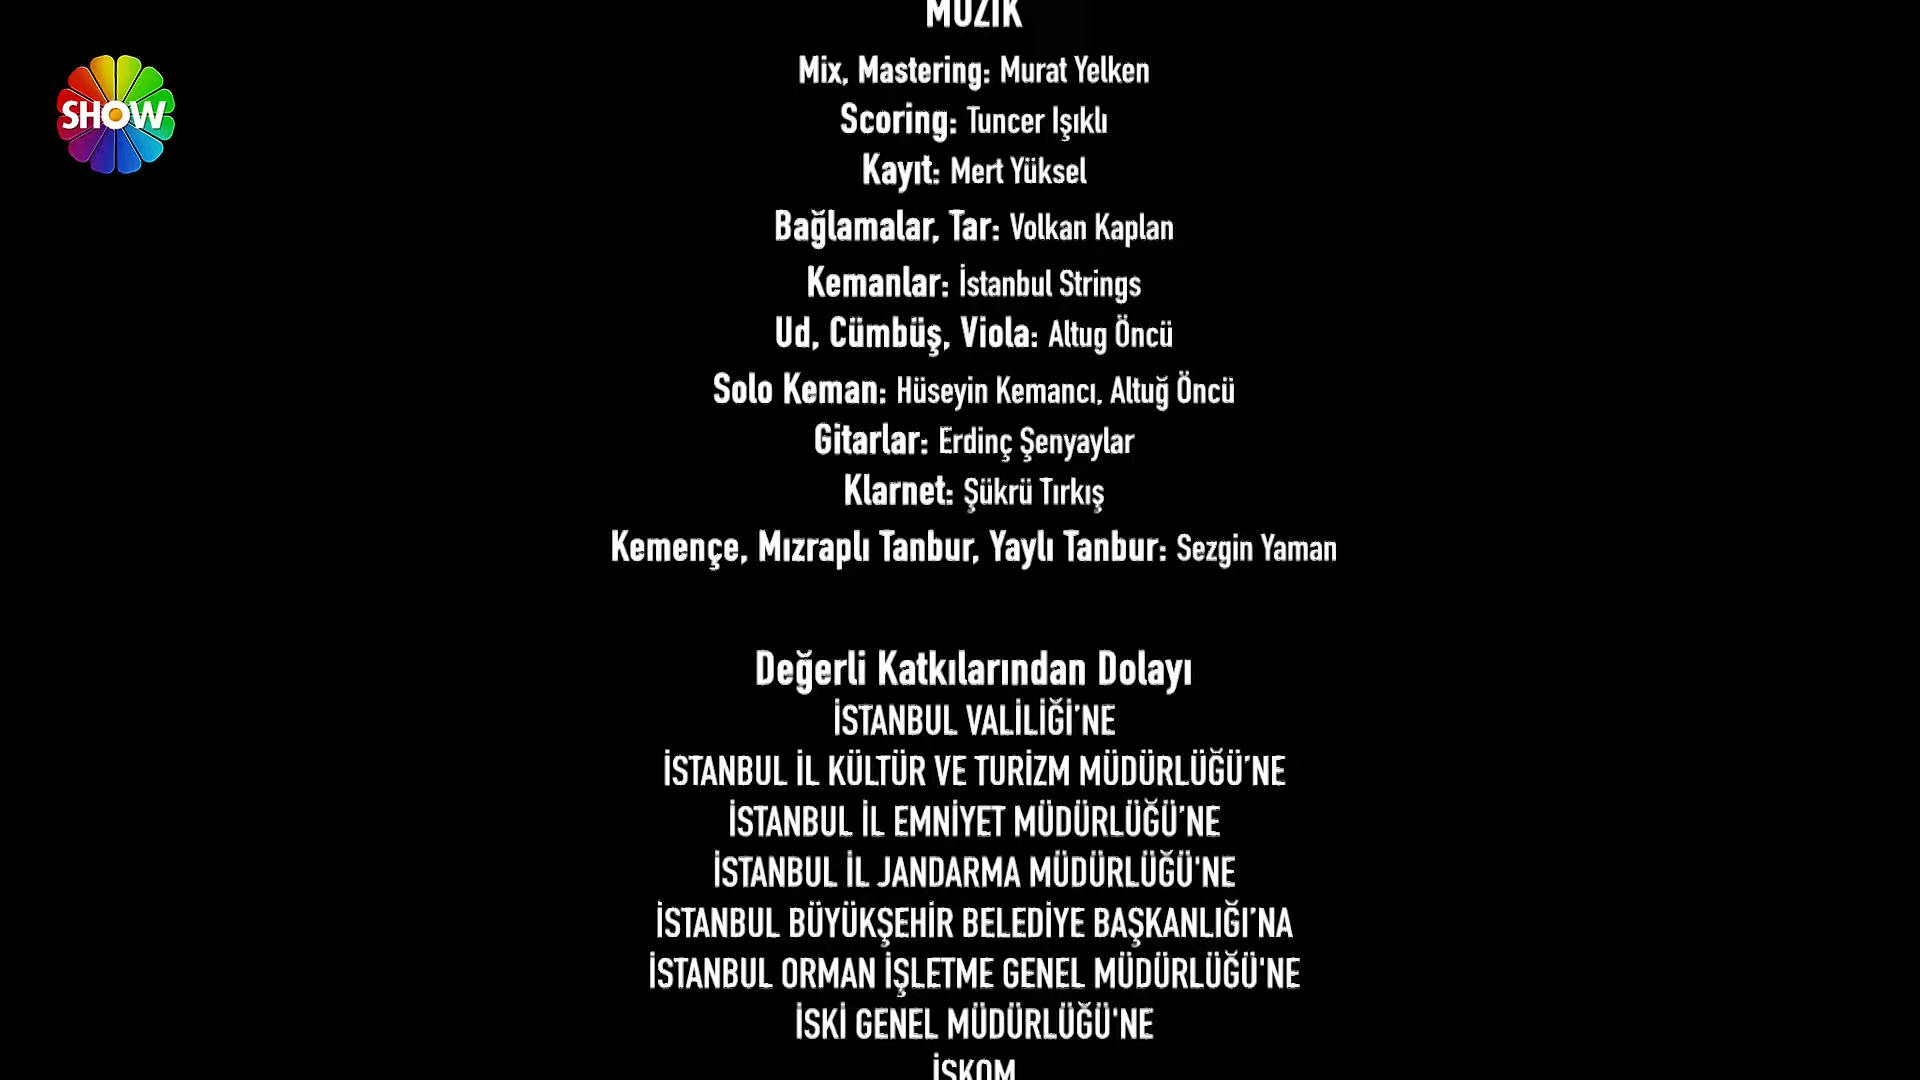 MÜZİK
SHOW
Mix, Mastering: Murat Yelken
Scoring: Tuncer Işıklı
Kayıt: Mert Yüksel
Bağlamalar, Tar: Volkan Kaplan
Kemanlar: İstanbul Strings
Ud, Cümbüş, Viola: Altug Öncü
Solo Keman: Hüseyin Kemancı, Altuğ Öncü
Gitarlar: Erdinç Şenyaylar
Klarnet: Şükrü Tırkış
Kemençe, Mızraplı Tanbur, Yaylı Tanbur: Sezgin Yaman
Değerli Katkılarından Dolayı
İSTANBUL VALİLİĞİ’NE
İSTANBUL İL KÜLTÜR VE TURİZM MÜDÜRLÜĞÜ’NE
İSTANBUL İL EMNİYET MÜDÜRLÜĞÜ’NE
İSTANBUL İL JANDARMA MÜDÜRLÜĞÜ'NE
İSTANBUL BÜYÜKŞEHİR BELEDİYE BAŞKANLIĞI’NA
İSTANBUL ORMAN İŞLETME GENEL MÜDÜRLÜĞÜ'NE
İSKİ GENEL MÜDÜRLÜĞÜ'NE
İSKOM